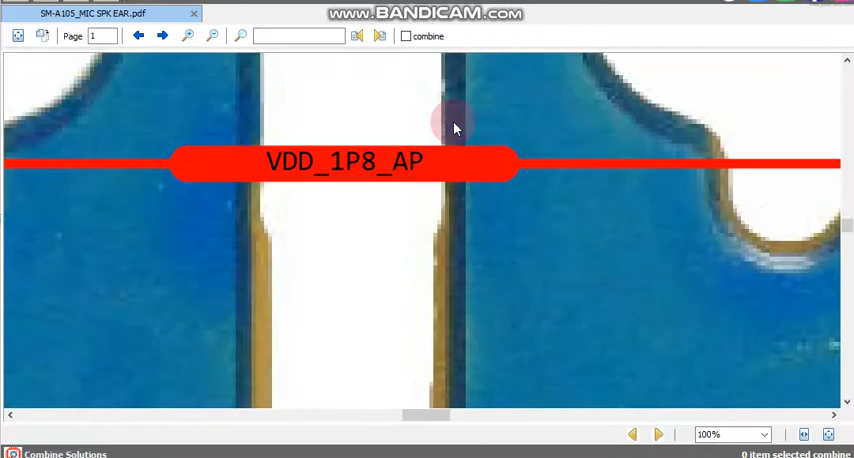 SM-A105_MIC SPK EAR.pdf
WWW.BANDICAM.COM
Page 1
combine
VDD_1P8_AP
100%
Combine Solutions
0 item selected combine